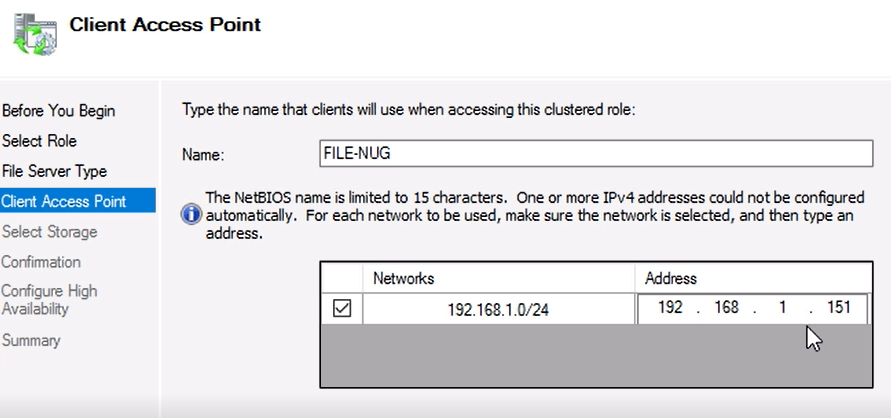 Client Access Point
Before You Begin
Select Role
File Server Type
Client Access Point
Select Storage
Confirmation
Configure High
Availability
Summary
Type the name that clients will use when accessing this clustered role:
Name:
FILE-NUG
The NetBIOS name is limited to 15 characters. One or more IPv4 addresses could not be configured
automatically. For each network to be used, make sure the network is selected, and then type an
address.
Networks Address
192.168.1.0/24 192 . 168 . 1 . 151